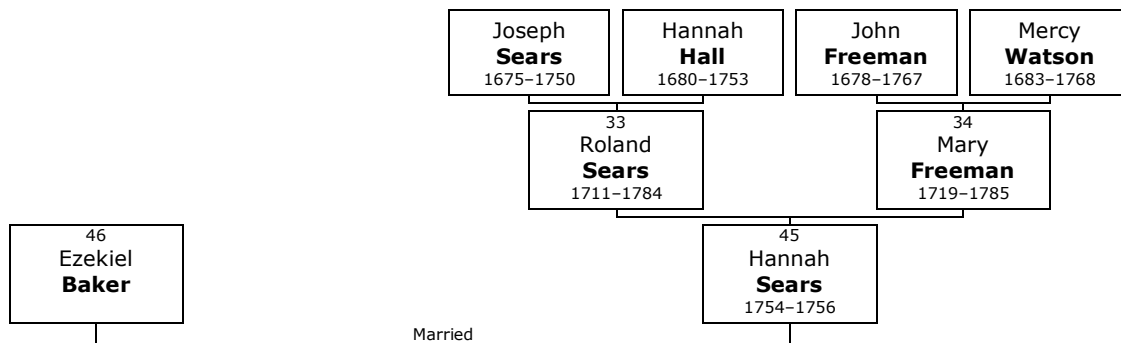 Joseph
Sears
1675–1750
Hannah
Hall
1680–1753
John
Freeman
1678–1767
Mercy
Watson
1683–1768
33
Roland
Sears
1711–1784
34
Mary
Freeman
1719–1785
46
Ezekiel
Baker
45
Hannah
Sears
1754–1756
Married